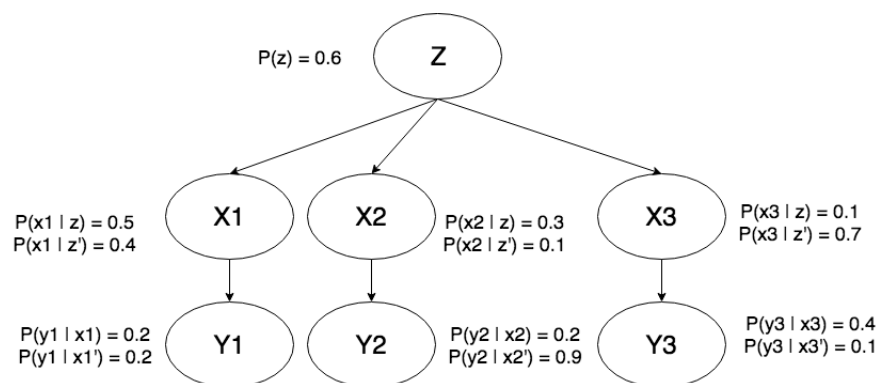 P(z) = 0.6
Z
X1
X2
X3
P(x1 | z) = 0.5
P(x1 | z') = 0.4
P(x2 | z) = 0.3
P(x2 | z') = 0.1
P(x3 | z) = 0.1
P(x3 | z') = 0.7
P(y1 | x1) = 0.2
P(y1 | x1') = 0.2
Y1
Y2
P(y2 | x2) = 0.2
P(y2 | x2') = 0.9
Y3
P(y3 | x3) = 0.4
P(y3 | x3') = 0.1